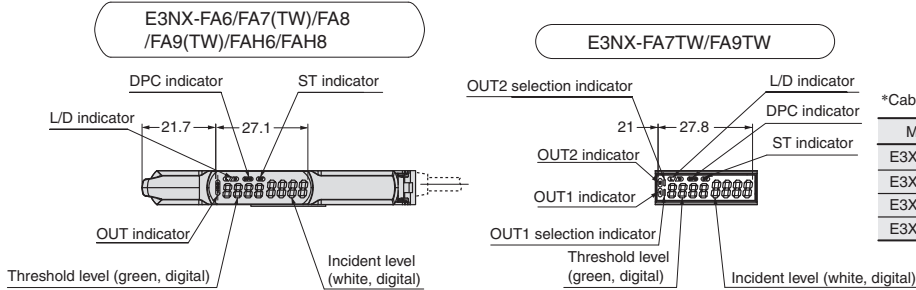 E3NX-FA6/FA7(TW)/FA8
/FA9(TW)/FAH6/FAH8
DPC indicator
ST indicator
L/D indicator
21.7
27.1
OUT indicator
Threshold level (green, digital)
Incident level
(white, digital)
E3NX-FA7TW/FA9TW
OUT2 selection indicator
L/D indicator
DPC indicator
21
27.8
ST indicator
OUT2 indicator
OUT1 indicator
OUT1 selection indicator
Threshold level
(green, digital)
Incident level (white, digital)
*Cab
M
E3X
E3X
E3X
E3X